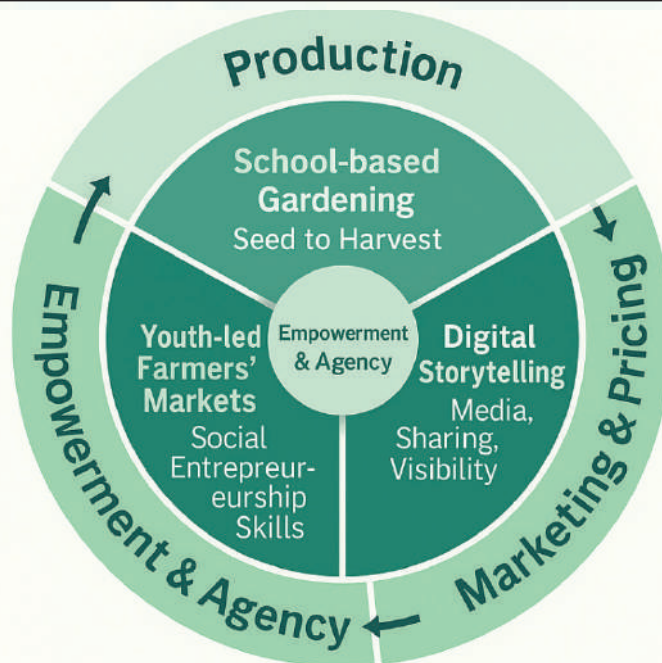 Production
School-based
Gardening
Seed to Harvest
Empowerment
& Agency
Youth-led
Farmers'
Markets
Social
Entrepreur-
eurship
Skills
Digital
Storytelling
Media,
Sharing,
Visibility
Marketing & Pricing
Empowerment & Agency